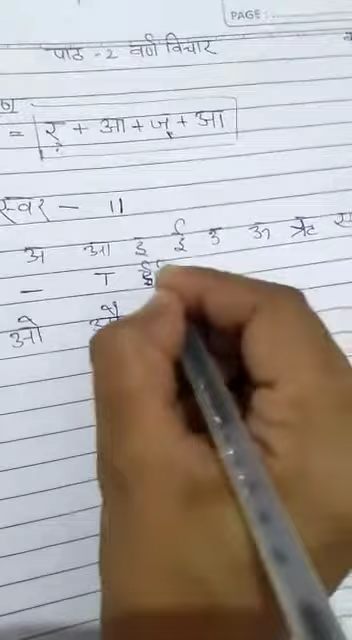 PAGE:
पाठ - 2 वर्ण विचार
= र् + आ + ज् + आ
स्वर - 11
अ आ इ ई उ ऊ
- ा
ओ औ